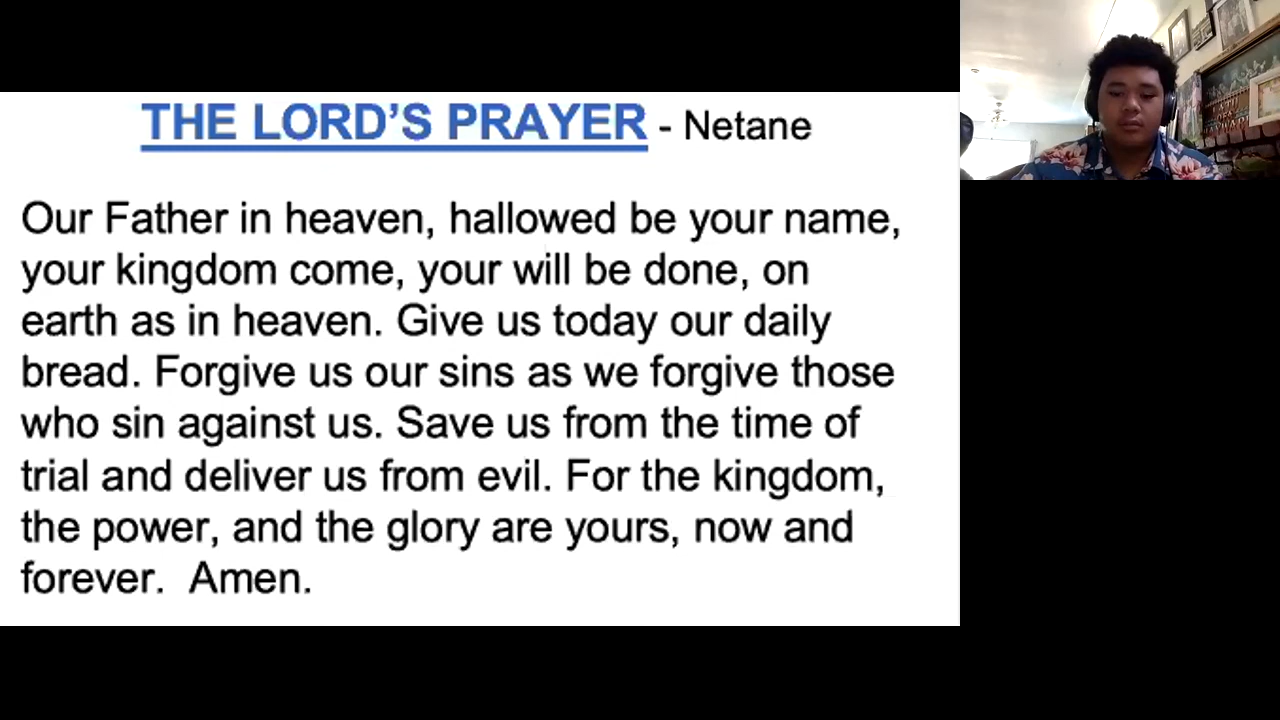 THE LORD'S PRAYER - Netane
Our Father in heaven, hallowed be your name,
your kingdom come, your will be done, on
earth as in heaven. Give us today our daily
bread. Forgive us our sins as we forgive those
who sin against us. Save us from the time of
trial and deliver us from evil. For the kingdom,
the power, and the glory are yours, now and
forever.  Amen.